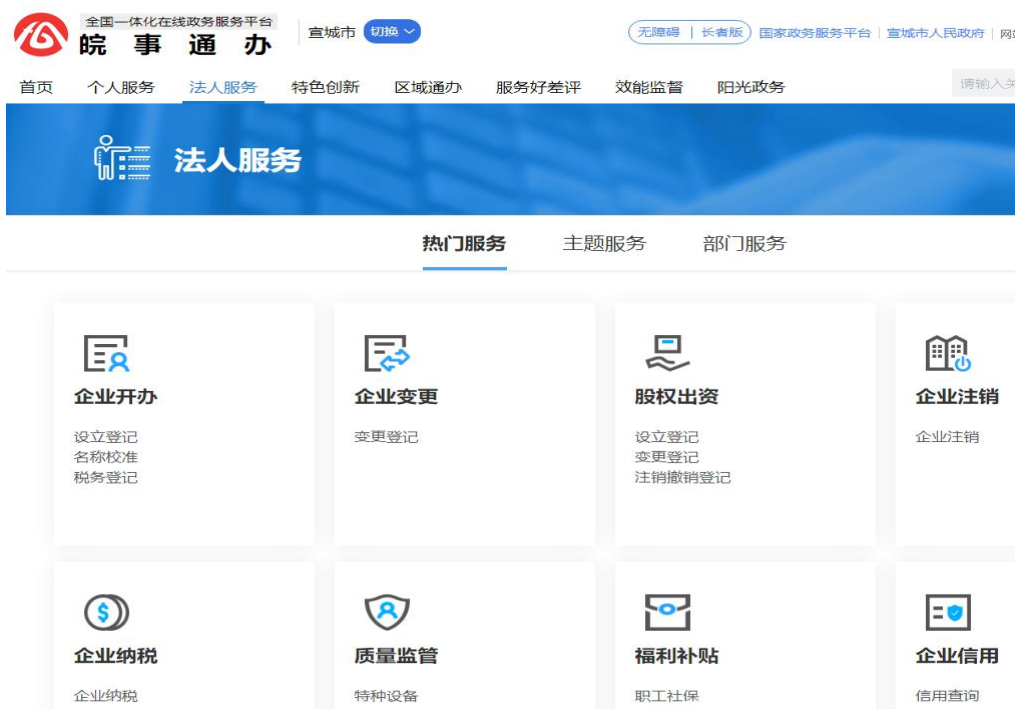 全国一体化在线政务服务平台
皖事通办
宣城市 切换
无障碍 | 长者版 国家政务服务平台 | 宣城市人民政府 | 网
首页 个人服务 法人服务 特色创新 区域通办 服务好差评 效能监督 阳光政务 请输入关
法人服务
热门服务 主题服务 部门服务
企业开办
设立登记
名称校准
税务登记
企业变更
变更登记
股权出资
设立登记
变更登记
注销撤销登记
企业注销
企业注销
企业纳税
企业纳税
质量监管
特种设备
福利补贴
职工社保
企业信用
信用查询